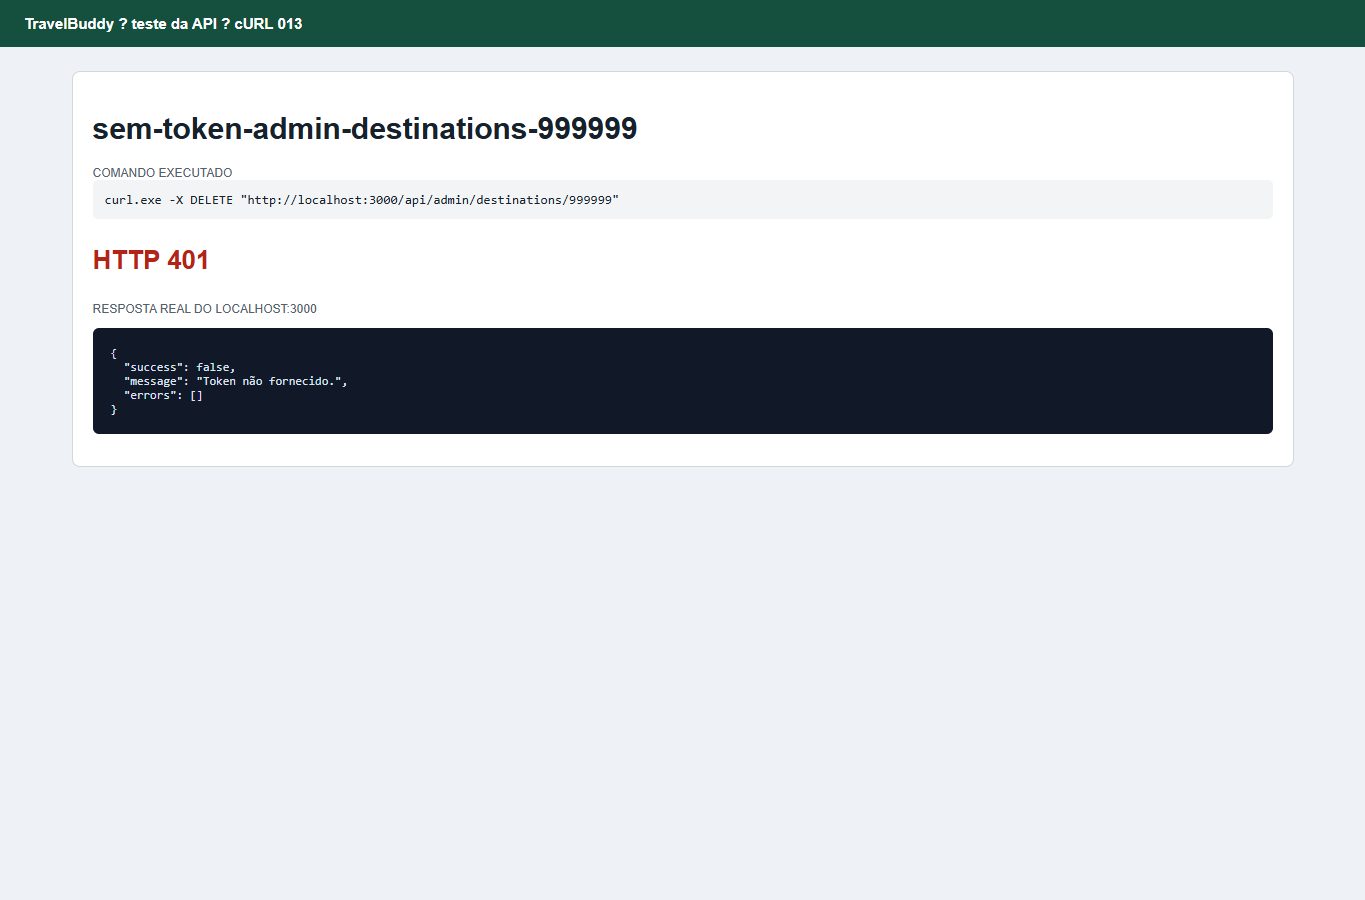 TravelBuddy ? teste da API ? cURL 013
sem-token-admin-destinations-999999
COMANDO EXECUTADO
curl.exe -X DELETE "http://localhost:3000/api/admin/destinations/999999"
HTTP 401
RESPOSTA REAL DO LOCALHOST:3000
{
  "success": false,
  "message": "Token não fornecido.",
  "errors": []
}